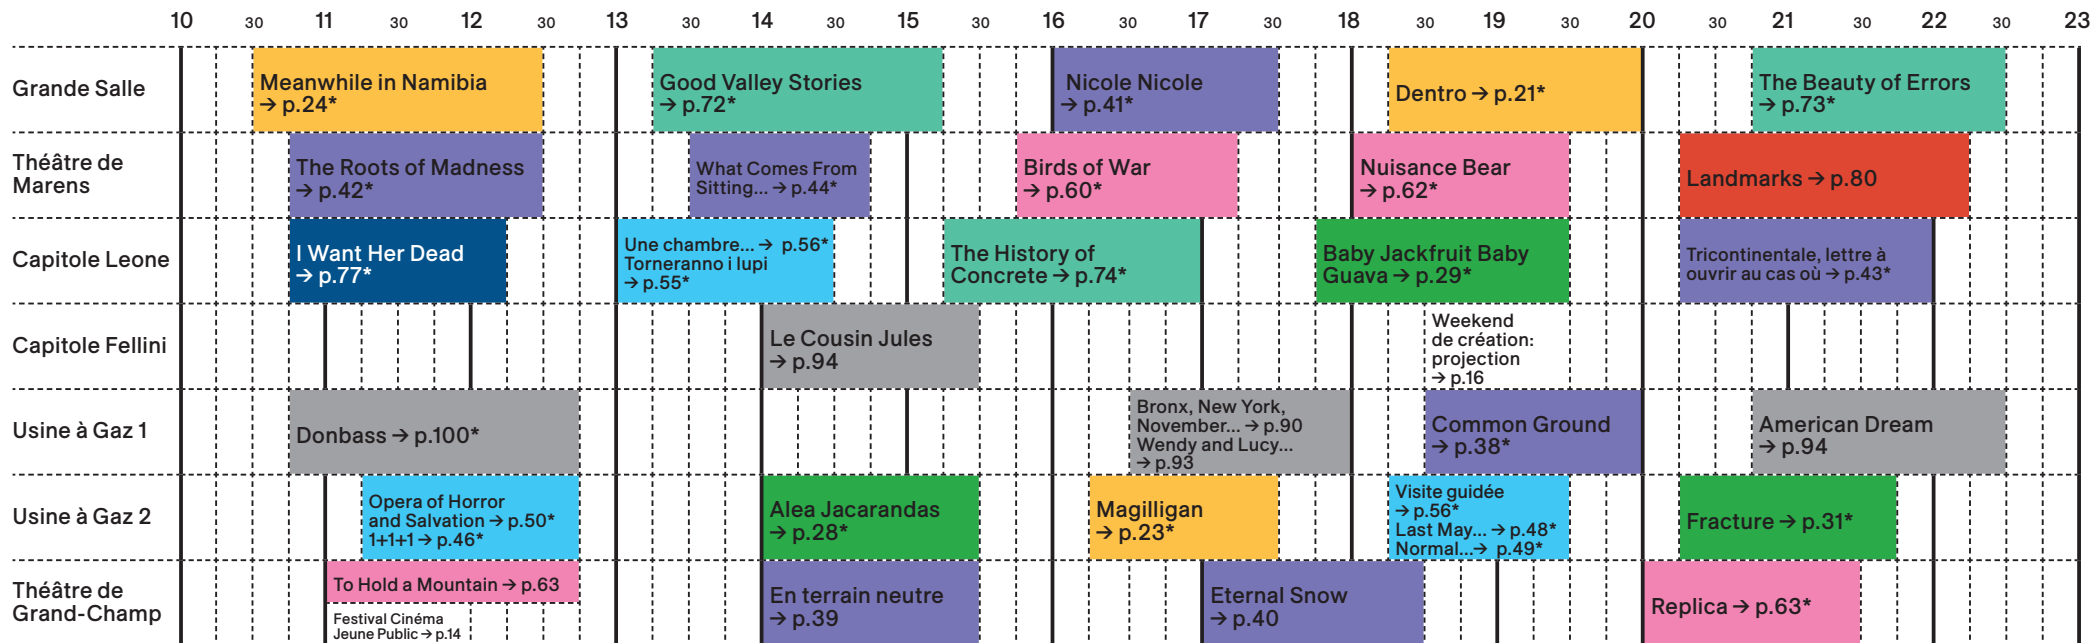 10 30 11 30 12 30 13 30 14 30 15 30 16 30 17 30 18 30 19 30 20 30 21 30 22 30 23
Grande Salle
Meanwhile in Namibia
→ p.24*
Good Valley Stories
→ p.72*
Nicole Nicole
→ p.41*
Dentro → p.21*
The Beauty of Errors
→ p.73*
Théâtre de
Marens
The Roots of Madness
→ p.42*
What Comes From
Sitting... → p.44*
Birds of War
→ p.60*
Nuisance Bear
→ p.62*
Landmarks → p.80
Capitole Leone
I Want Her Dead
→ p.77*
Une chambre... → p.56*
Torneranno i lupi
→ p.55*
The History of
Concrete → p.74*
Baby Jackfruit Baby
Guava → p.29*
Tricontinentale, lettre à
ouvrir au cas où → p.43*
Capitole Fellini
Le Cousin Jules
→ p.94
Weekend
de création:
projection
→ p.16
Usine à Gaz 1
Donbass → p.100*
Bronx, New York,
November... → p.90
Wendy and Lucy...
→ p.93
Common Ground
→ p.38*
American Dream
→ p.94
Usine à Gaz 2
Opera of Horror
and Salvation → p.50*
1+1+1 → p.46*
Alea Jacarandas
→ p.28*
Magilligan
→ p.23*
Visite guidée
→ p.56*
Last May... → p.48*
Normal...→ p.49*
Fracture → p.31*
Théâtre de
Grand-Champ
To Hold a Mountain → p.63
Festival Cinéma
Jeune Public → p.14
En terrain neutre
→ p.39
Eternal Snow
→ p.40
Replica → p.63*